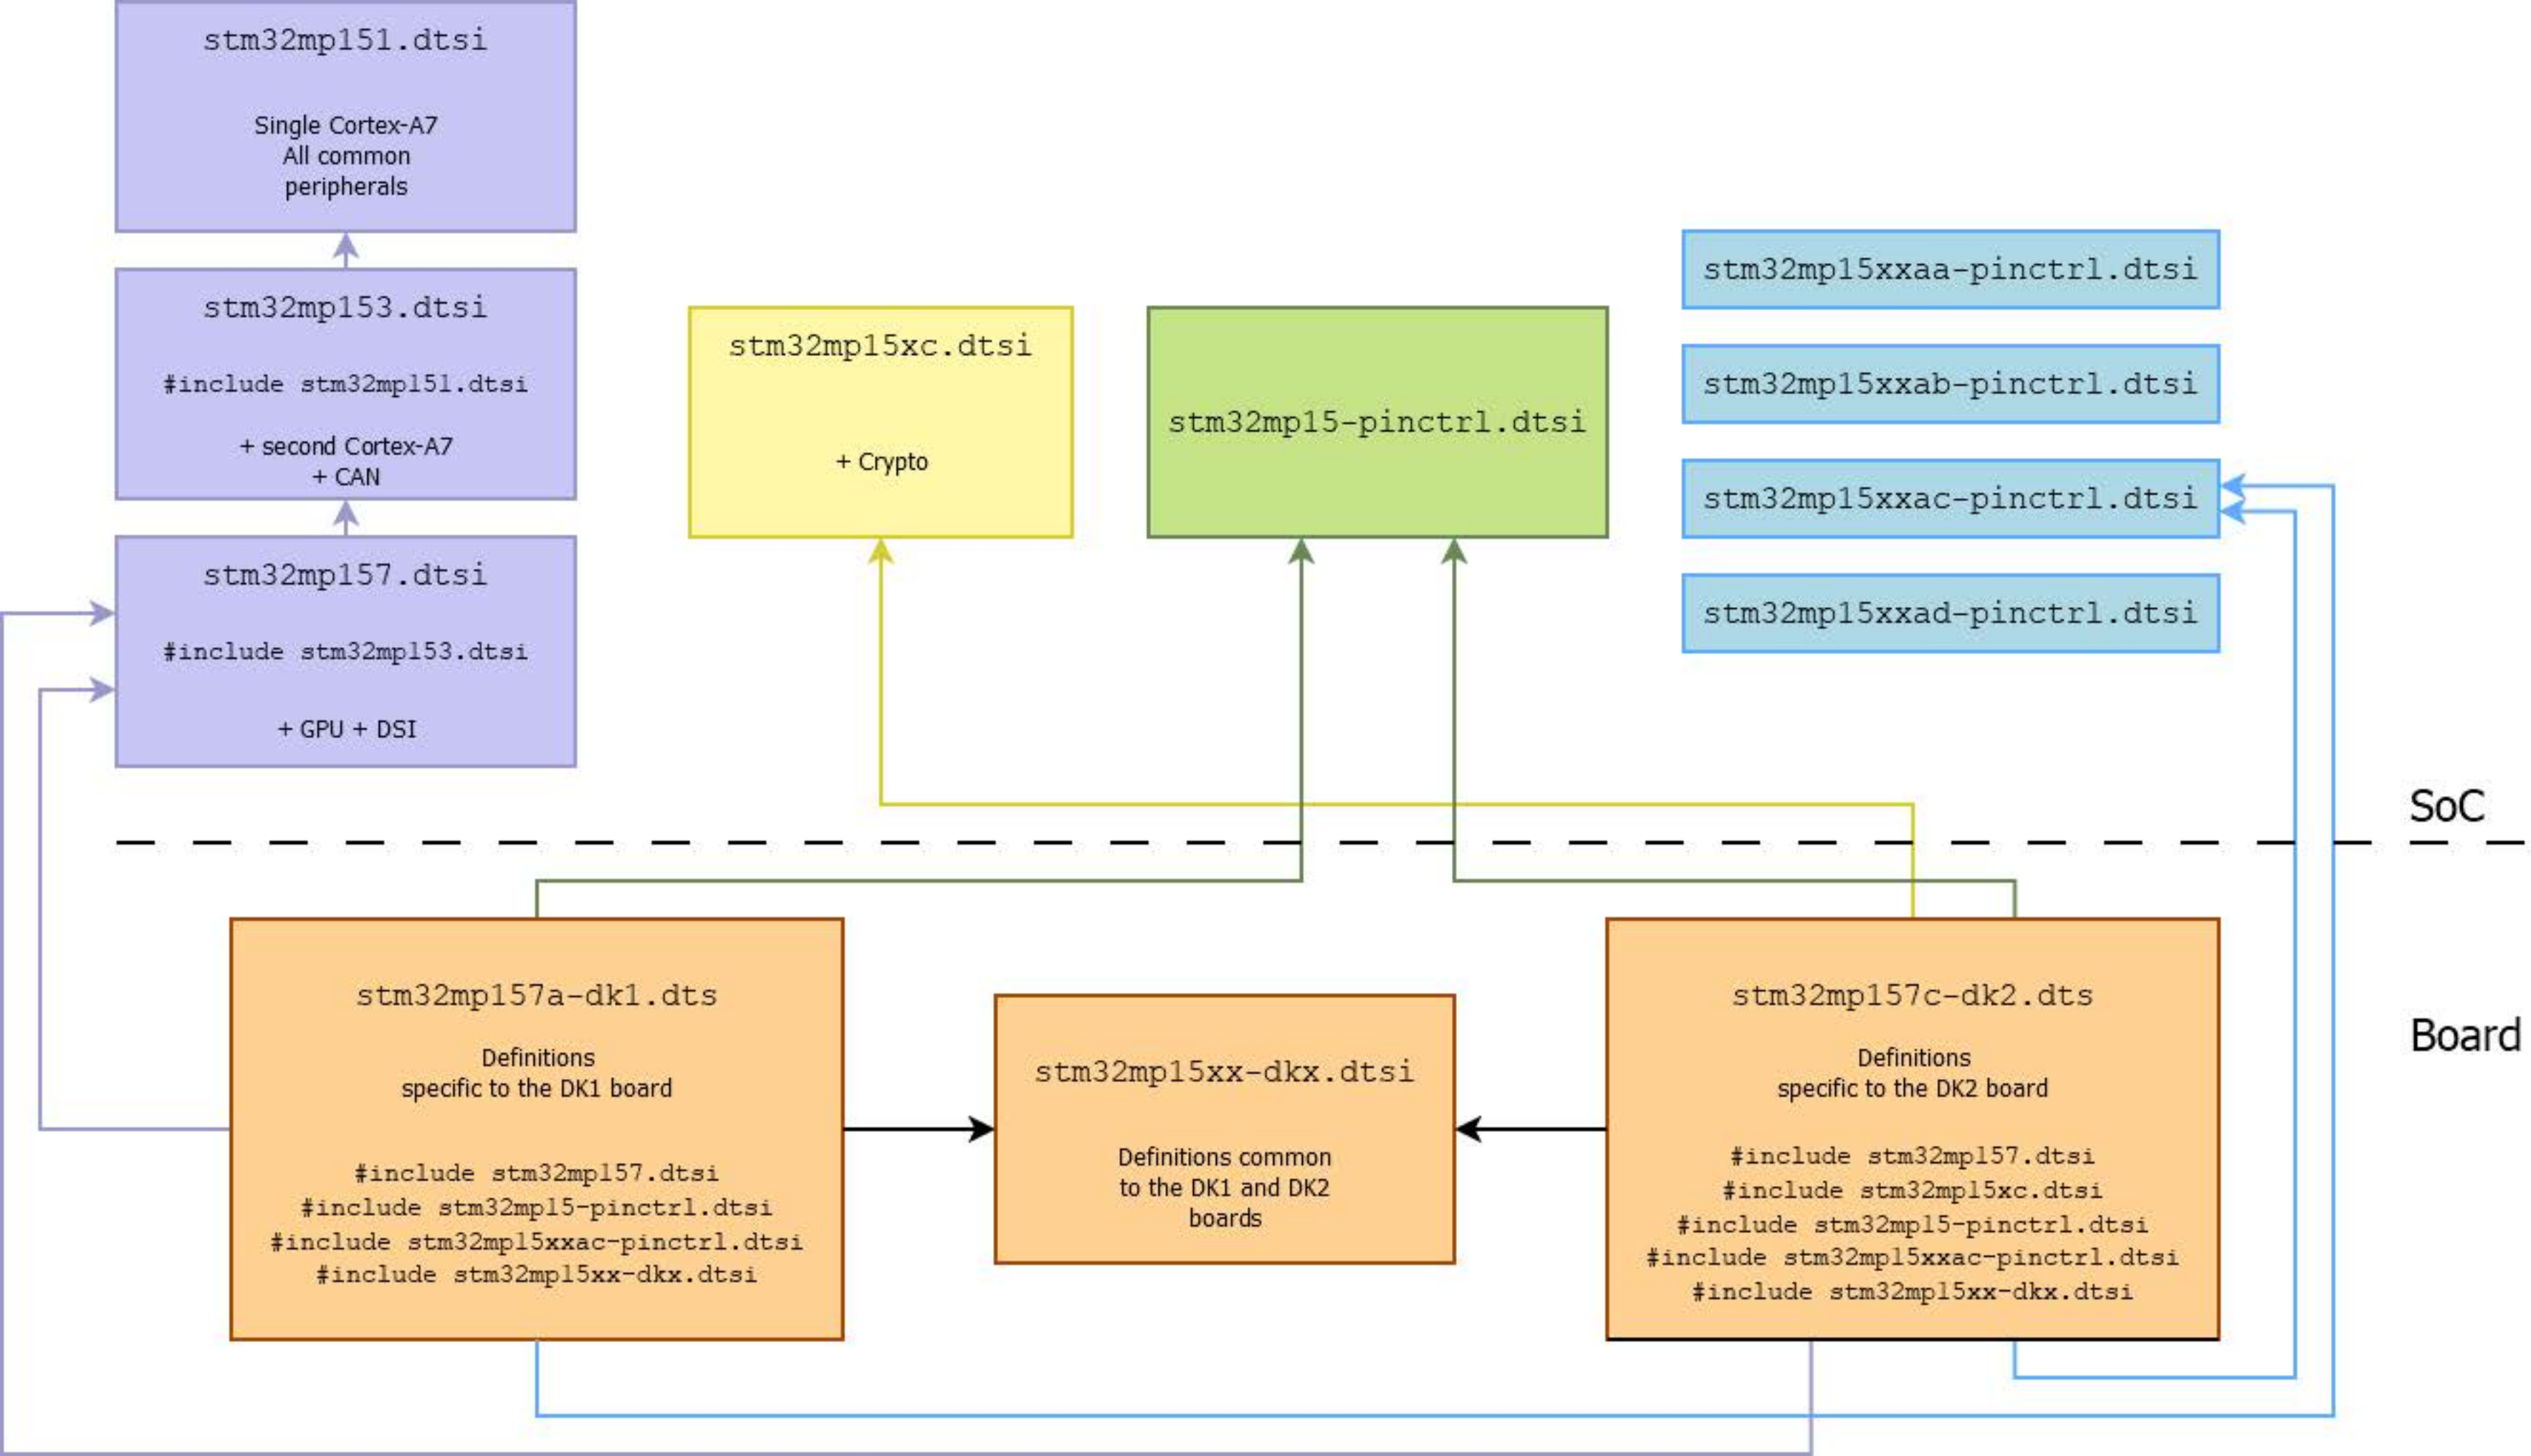 stm32mp151.dtsi
Single Cortex-A7
All common
peripherals
stm32mp153.dtsi
#include stm32mp151.dtsi
+ second Cortex-A7
+ CAN
stm32mp157.dtsi
#include stm32mp153.dtsi
+ GPU + DSI
stm32mp15xc.dtsi
+ Crypto
stm32mp15-pinctrl.dtsi
stm32mp15xxaa-pinctrl.dtsi
stm32mp15xxab-pinctrl.dtsi
stm32mp15xxac-pinctrl.dtsi
stm32mp15xxad-pinctrl.dtsi
SoC
Board
stm32mp157a-dk1.dts
Definitions
specific to the DK1 board
#include stm32mp157.dtsi
#include stm32mp15-pinctrl.dtsi
#include stm32mp15xxac-pinctrl.dtsi
#include stm32mp15xx-dkx.dtsi
stm32mp15xx-dkx.dtsi
Definitions common
to the DK1 and DK2
boards
stm32mp157c-dk2.dts
Definitions
specific to the DK2 board
#include stm32mp157.dtsi
#include stm32mp15xc.dtsi
#include stm32mp15-pinctrl.dtsi
#include stm32mp15xxac-pinctrl.dtsi
#include stm32mp15xx-dkx.dtsi